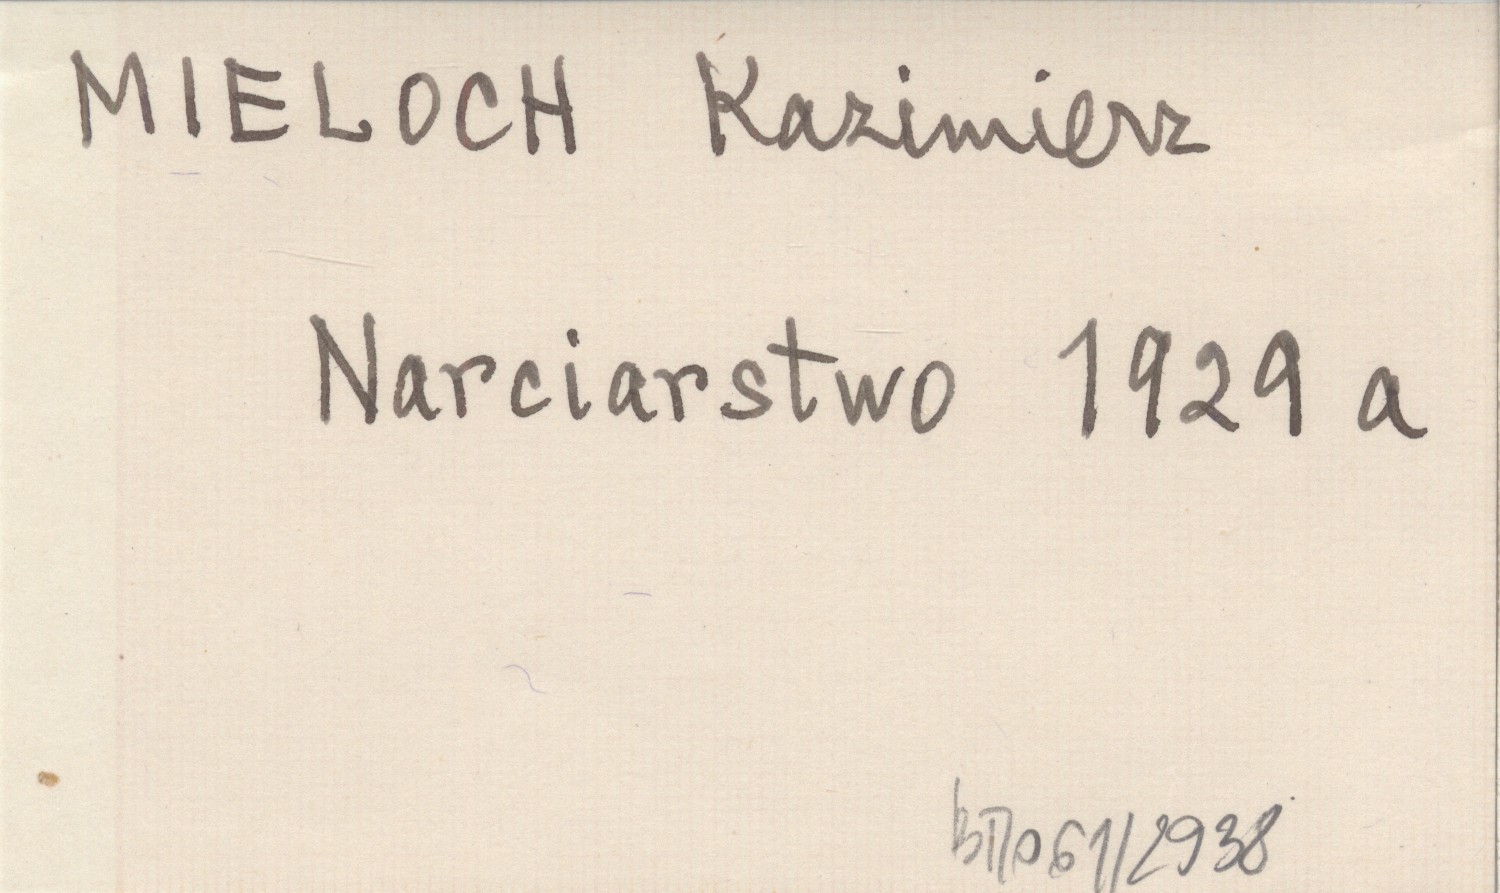 MIELOCH Kazimierz
Narciarstwo 1929 a